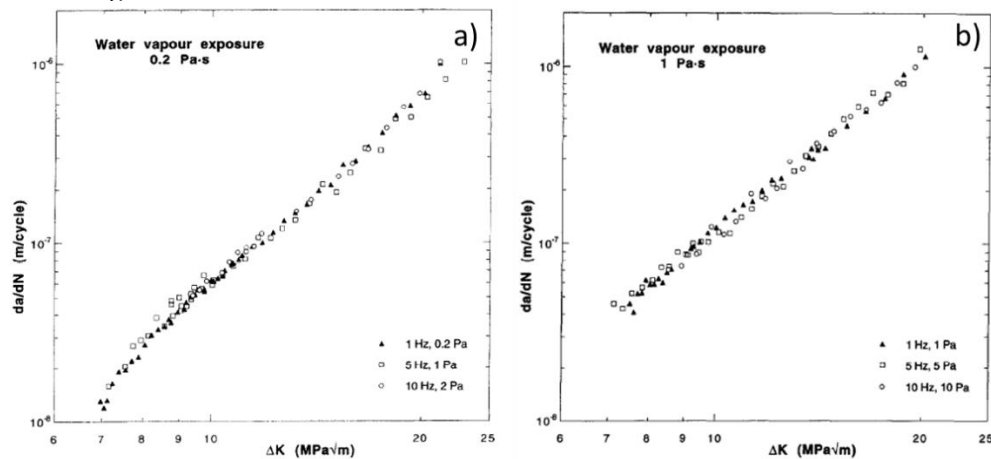 a)
Water vapour exposure
0.2 Pa·s
10⁻⁶
10⁻⁷
10⁻⁸
da/dN (m/cycle)
▲ 1 Hz, 0.2 Pa
□ 5 Hz, 1 Pa
○ 10 Hz, 2 Pa
6 7 8 9 10 20 25
ΔK (MPa√m)
b)
Water vapour exposure
1 Pa·s
10⁻⁶
10⁻⁷
10⁻⁸
da/dN (m/cycle)
▲ 1 Hz, 1 Pa
□ 5 Hz, 5 Pa
○ 10 Hz, 10 Pa
6 7 8 9 10 20 25
ΔK (MPa√m)